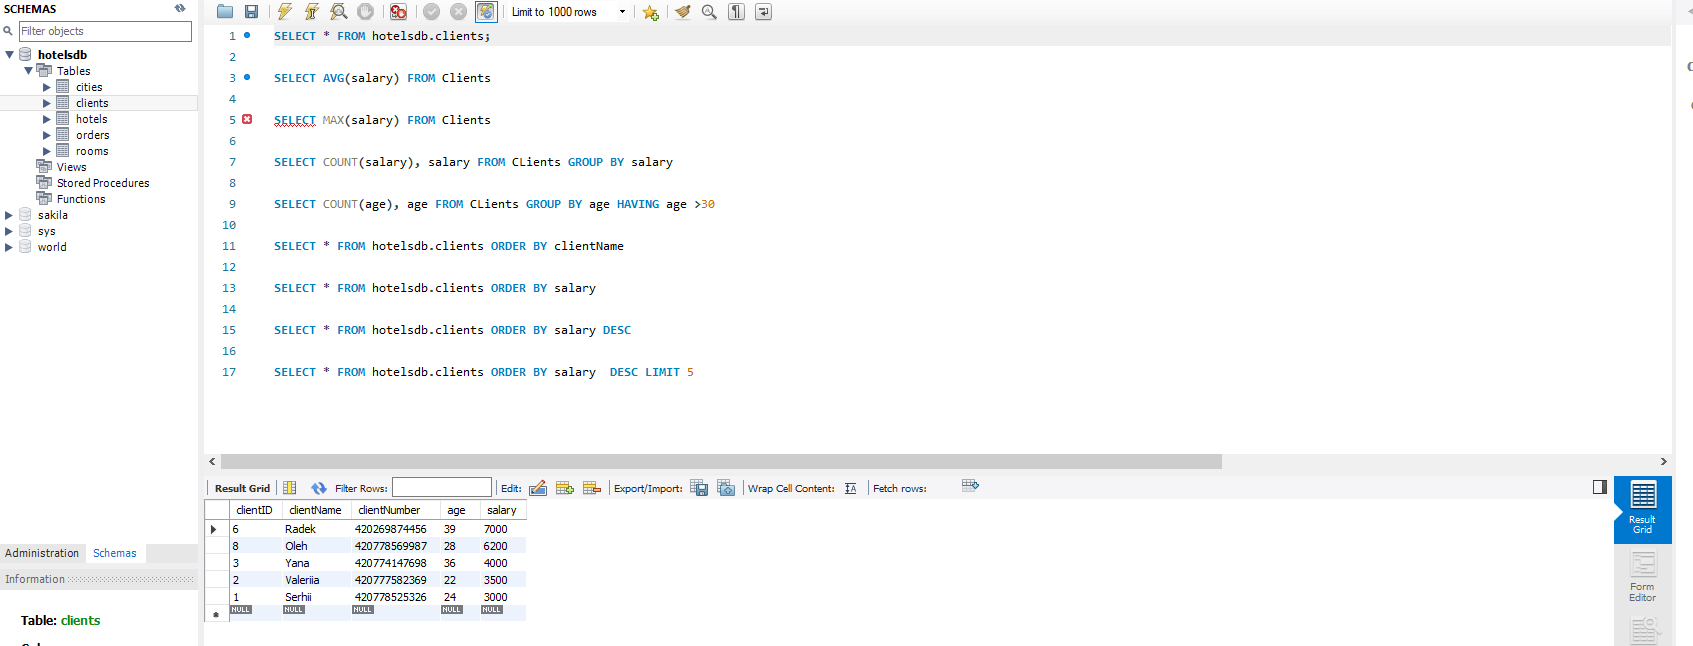 SCHEMAS
Filter objects
hotelsdb
Tables
cities
clients
hotels
orders
rooms
Views
Stored Procedures
Functions
sakila
sys
world
Administration Schemas
Information
Table: clients
Limit to 1000 rows
1 SELECT * FROM hotelsdb.clients;
2
3 SELECT AVG(salary) FROM Clients
4
5 SELECT MAX(salary) FROM Clients
6
7 SELECT COUNT(salary), salary FROM CLients GROUP BY salary
8
9 SELECT COUNT(age), age FROM CLients GROUP BY age HAVING age >30
10
11 SELECT * FROM hotelsdb.clients ORDER BY clientName
12
13 SELECT * FROM hotelsdb.clients ORDER BY salary
14
15 SELECT * FROM hotelsdb.clients ORDER BY salary DESC
16
17 SELECT * FROM hotelsdb.clients ORDER BY salary  DESC LIMIT 5
Result Grid Filter Rows: Edit: Export/Import: Wrap Cell Content: Fetch rows:
clientID clientName clientNumber age salary
6 Radek 420269874456 39 7000
8 Oleh 420778569987 28 6200
3 Yana 420774147698 36 4000
2 Valeriia 420777582369 22 3500
1 Serhii 420778525326 24 3000
NULL NULL NULL NULL NULL
Result
Grid
Form
Editor